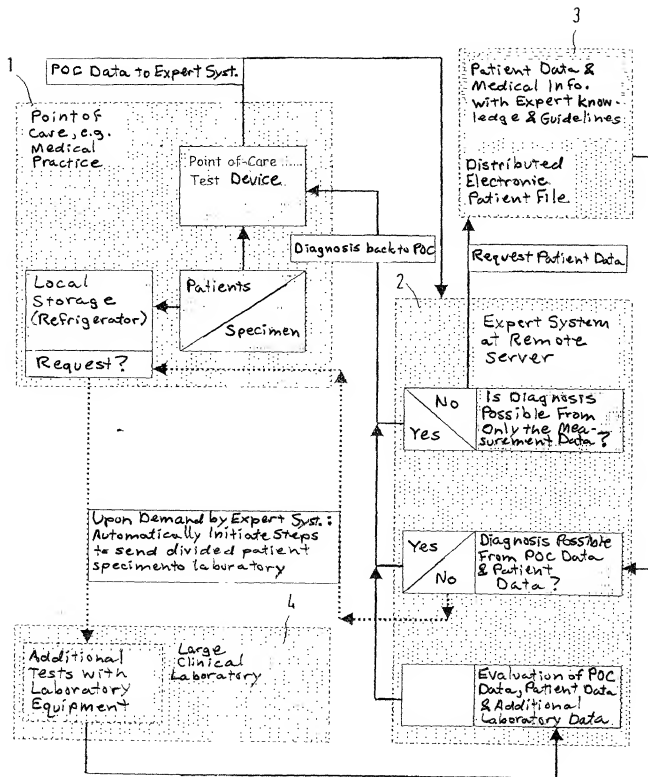 3
1
POC Data to Expert Syst.
Point of
Care, e.g.
Medical
Practice
Point of-Care
Test Device
Patient Data &
Medical Info.
with Expert Know-
ledge & Guidelines
Distributed
Electronic
Patient File
Diagnosis back to POC
Request Patient Data
Local
Storage
(Refrigerator)
Patients
Specimen
Request?
2
Expert System
at Remote
Server
No
Yes
Is Diagnosis
Possible From
Only the Mea-
surement Data?
Upon Demand by Expert Syst.:
Automatically Initiate Steps
to send divided patient
specimen to laboratory
Yes
No
Diagnosis Possible
From POC Data
& Patient
Data?
4
Additional
Tests with
Laboratory
Equipment
Large
Clinical
Laboratory
Evaluation of POC
Data, Patient Data
& Additional
Laboratory Data